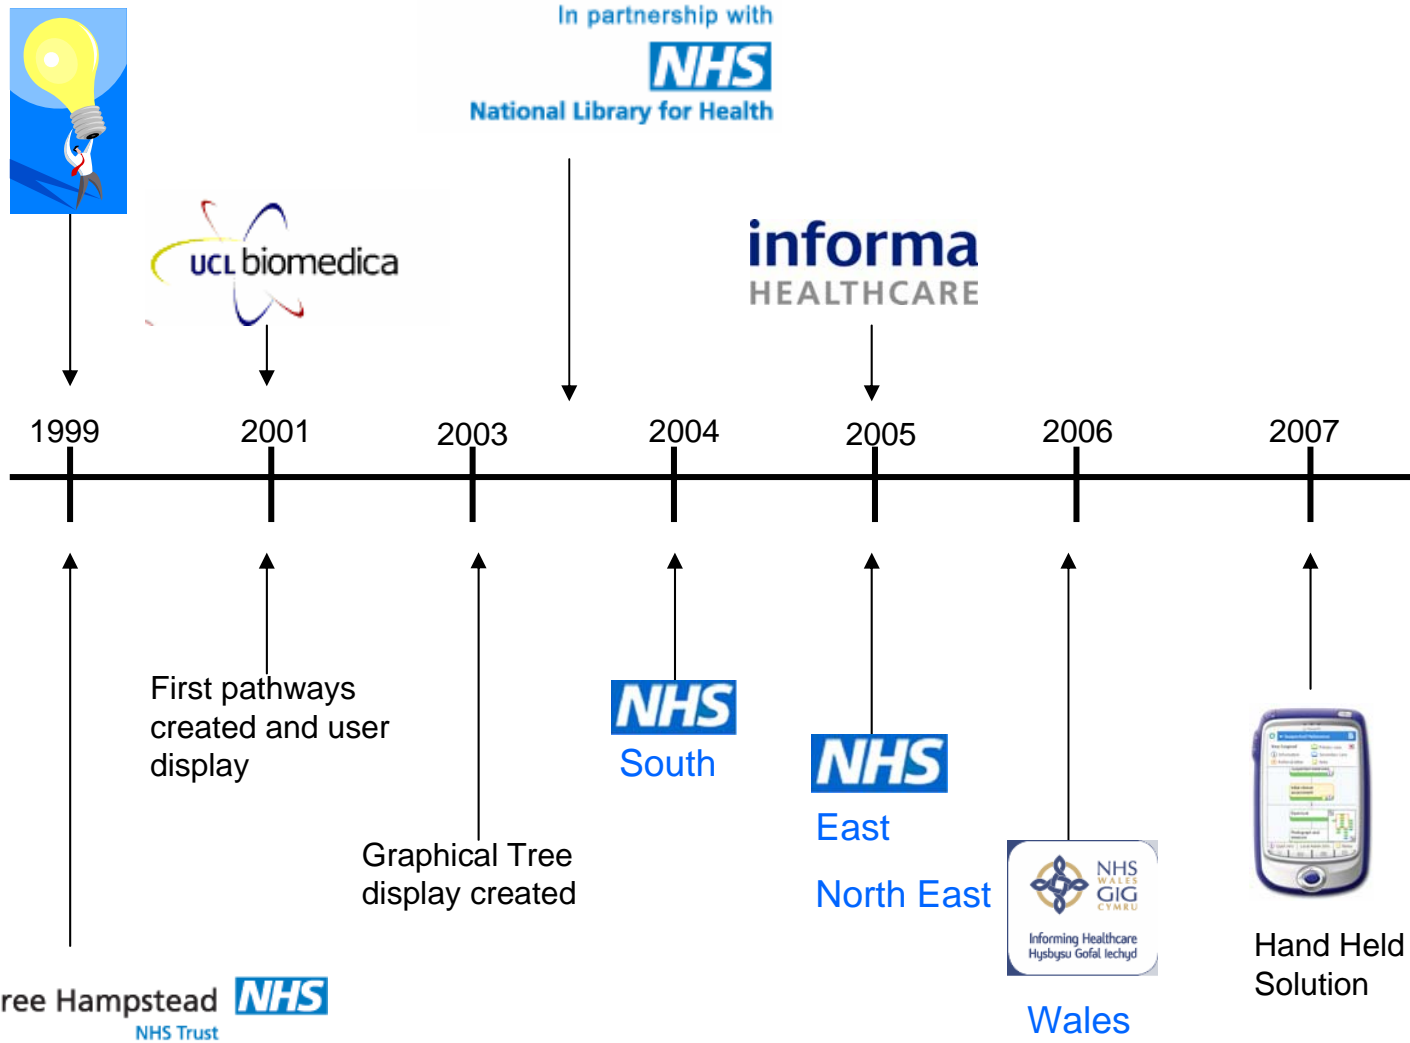 In partnership with
NHS
National Library for Health
UCL biomedica
informa
HEALTHCARE
1999
2001
2003
2004
2005
2006
2007
First pathways
created and user
display
Graphical Tree
display created
NHS
South
NHS
East
North East
NHS
WALES
GIG
CYMRU
Informing Healthcare
Hysbysu Gofal Iechyd
Wales
Hand Held
Solution
ree Hampstead NHS
NHS Trust